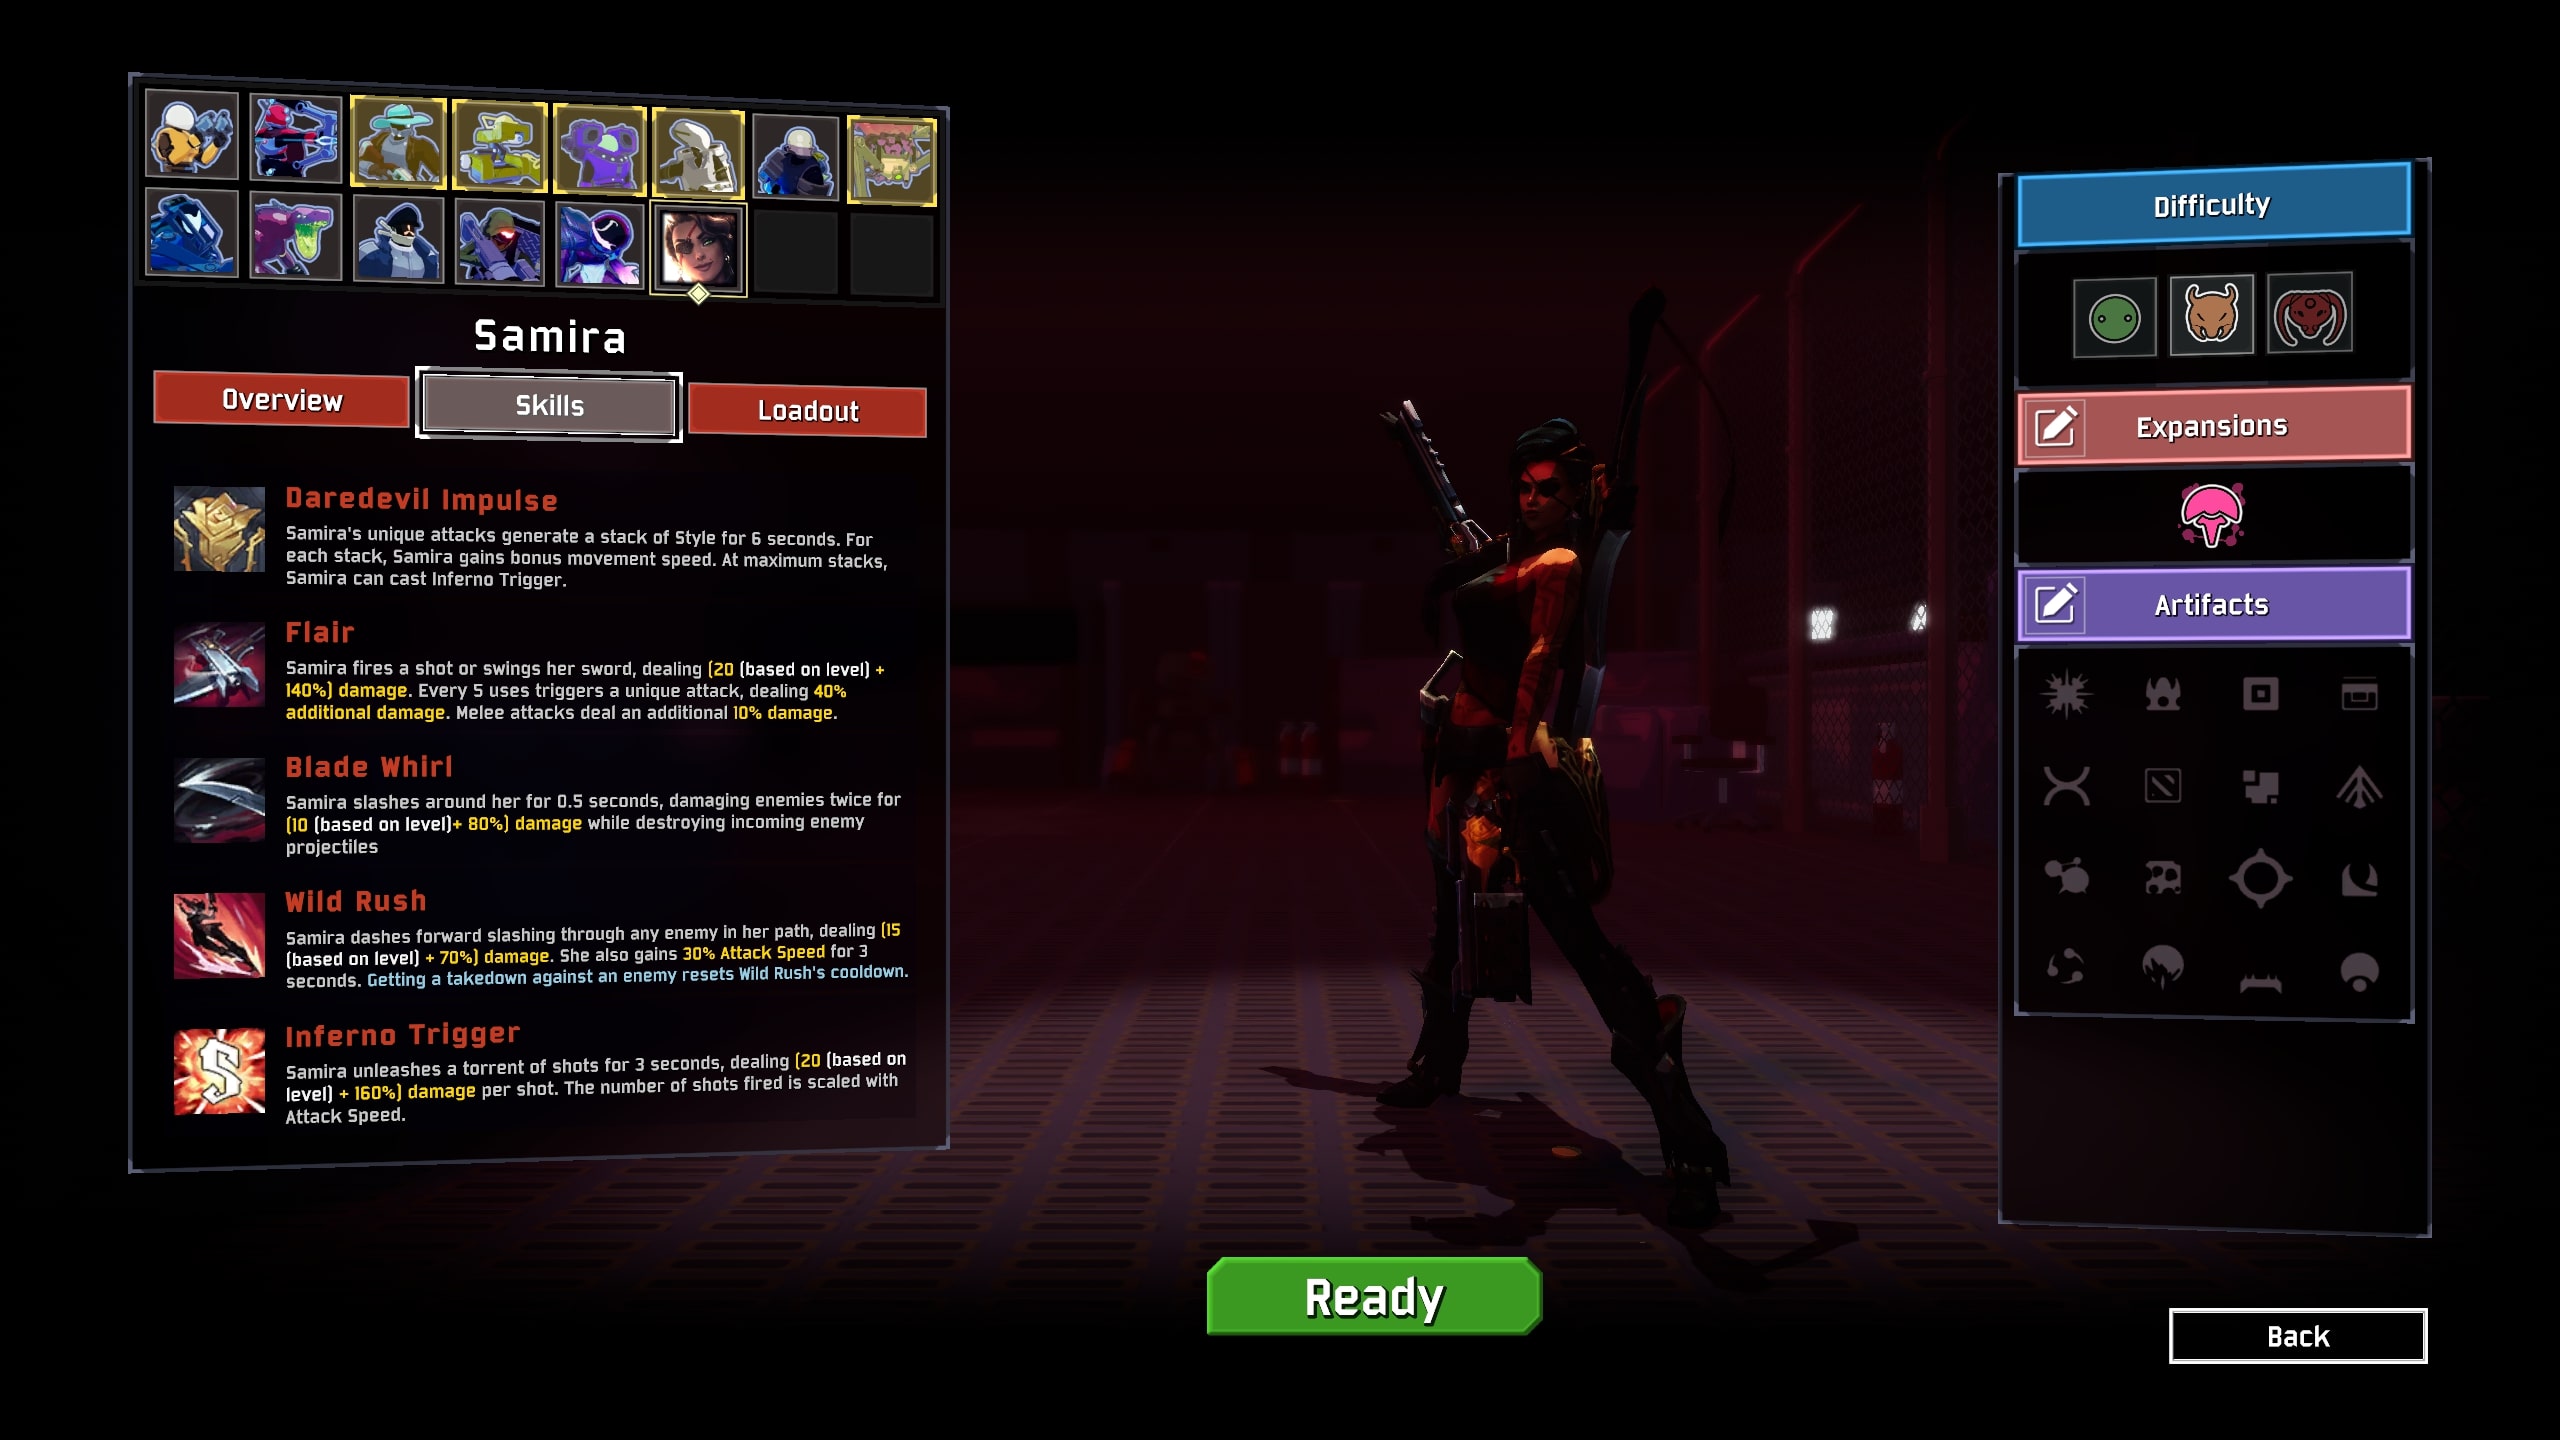 Samira
Overview
Skills
Loadout
Daredevil Impulse
Samira's unique attacks generate a stack of Style for 6 seconds. For
each stack, Samira gains bonus movement speed. At maximum stacks,
Samira can cast Inferno Trigger.
Flair
Samira fires a shot or swings her sword, dealing (20 (based on level) +
140%) damage. Every 5 uses triggers a unique attack, dealing 40%
additional damage. Melee attacks deal an additional 10% damage.
Blade Whirl
Samira slashes around her for 0.5 seconds, damaging enemies twice for
(10 (based on level)+ 80%) damage while destroying incoming enemy
projectiles
Wild Rush
Samira dashes forward slashing through any enemy in her path, dealing (15
(based on level) + 70%) damage. She also gains 30% Attack Speed for 3
seconds. Getting a takedown against an enemy resets Wild Rush's cooldown.
Inferno Trigger
Samira unleashes a torrent of shots for 3 seconds, dealing (20 (based on
level) + 160%) damage per shot. The number of shots fired is scaled with
Attack Speed.
Difficulty
Expansions
Artifacts
Ready
Back